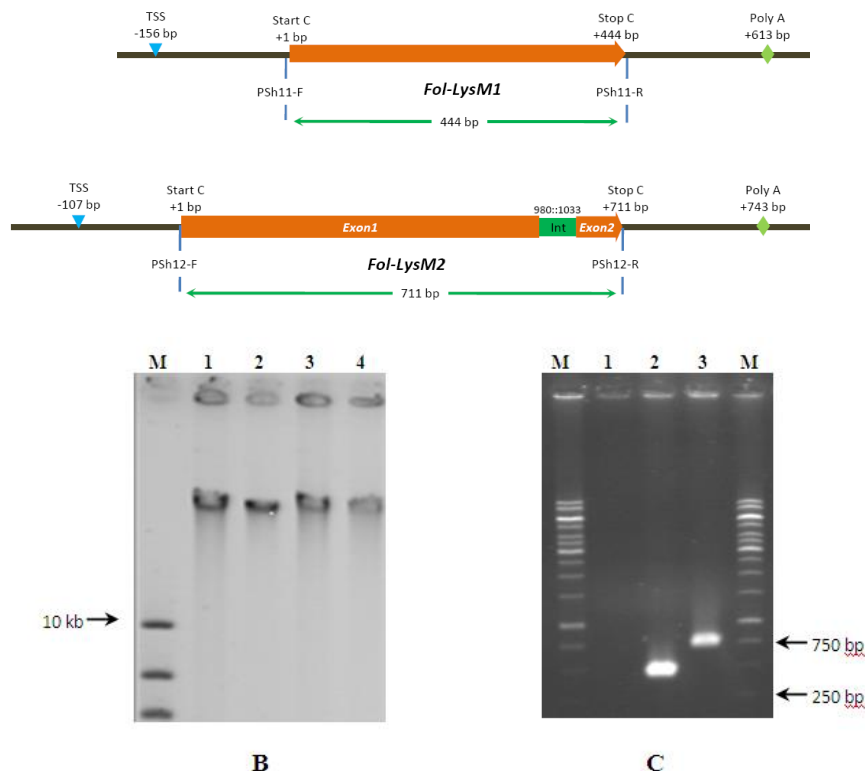 TSS
-156 bp
Start C
+1 bp
Stop C
+444 bp
Poly A
+613 bp
PSh11-F
Fol-LysM1
PSh11-R
444 bp
TSS
-107 bp
Start C
+1 bp
980::1033
Stop C
+711 bp
Poly A
+743 bp
Exon1
Int
Exon2
PSh12-F
Fol-LysM2
PSh12-R
711 bp
M 1 2 3 4
10 kb
B
M 1 2 3 M
750 bp
250 bp
C